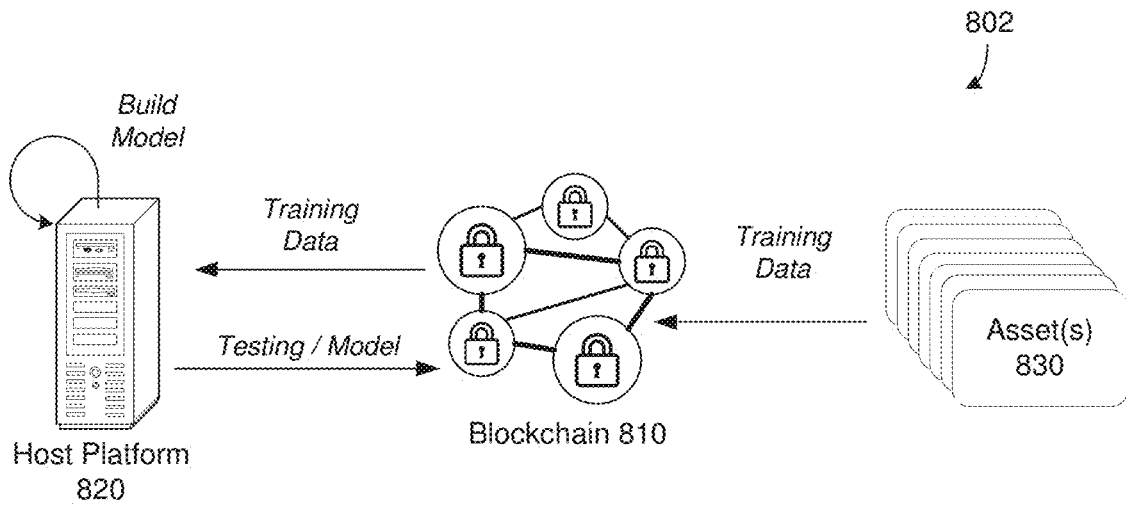 802
Build
Model
Training
Data
Training
Data
Testing / Model
Asset(s)
830
Blockchain 810
Host Platform
820